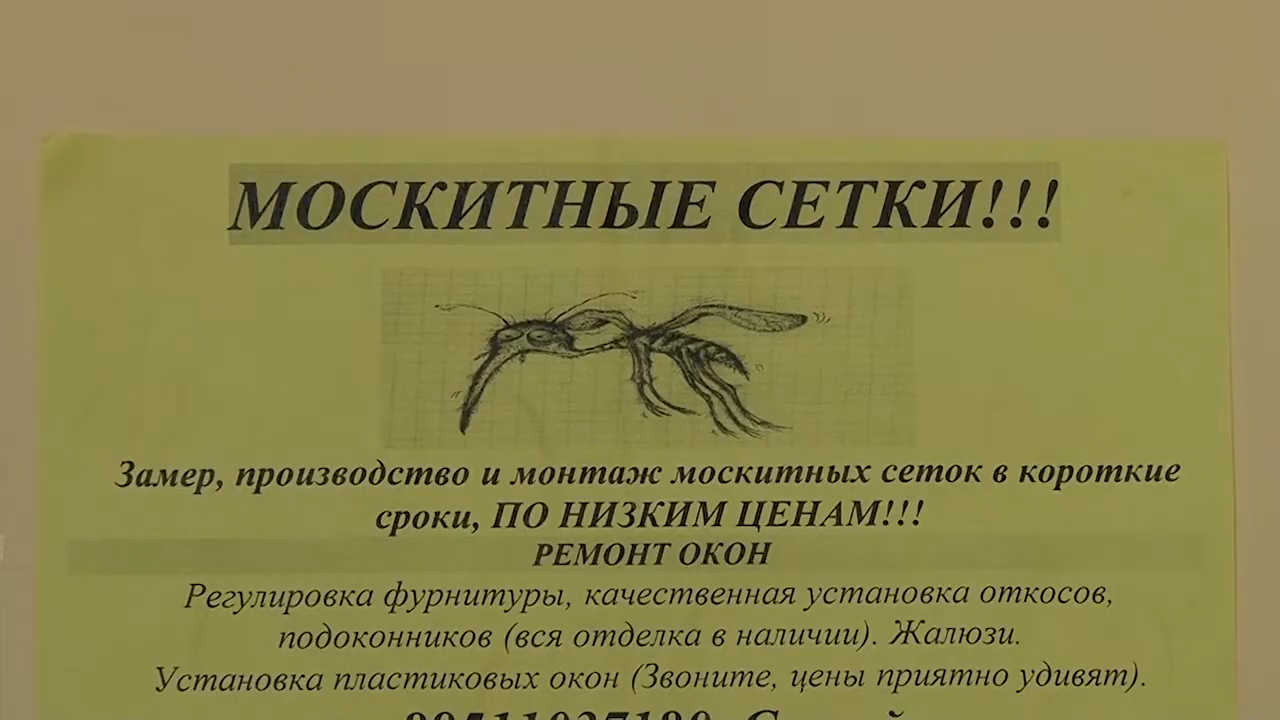 МОСКИТНЫЕ СЕТКИ!!!
Замер, производство и монтаж москитных сеток в короткие
сроки, ПО НИЗКИМ ЦЕНАМ!!!
РЕМОНТ ОКОН
Регулировка фурнитуры, качественная установка откосов,
подоконников (вся отделка в наличии). Жалюзи.
Установка пластиковых окон (Звоните, цены приятно удивят).